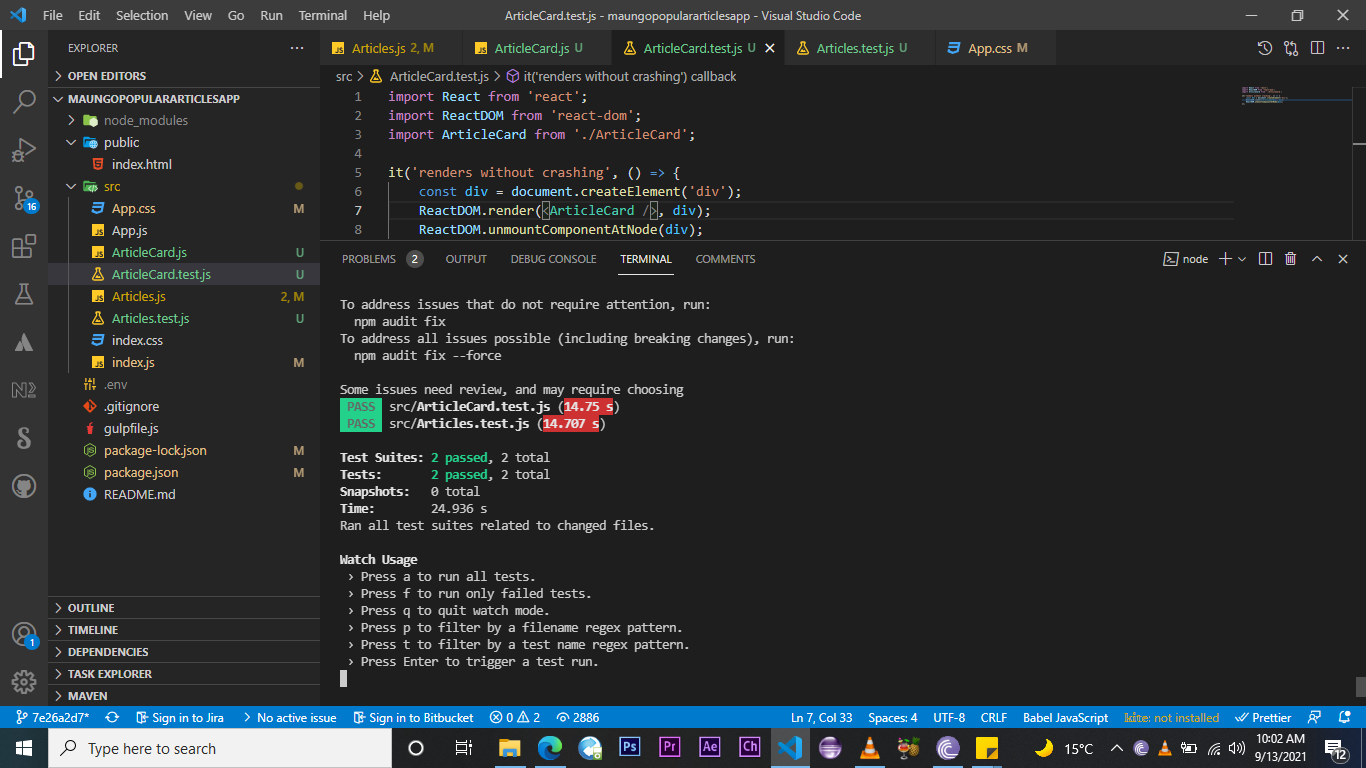 File Edit Selection View Go Run Terminal Help ArticleCard.test.js - maungopopulararticlesapp - Visual Studio Code
EXPLORER
OPEN EDITORS
MAUNGOPOPULARARTICLESAPP
node_modules
public
index.html
src
App.css M
App.js
ArticleCard.js U
ArticleCard.test.js U
Articles.js 2, M
Articles.test.js U
index.css
index.js M
.env
.gitignore
gulpfile.js
package-lock.json M
package.json M
README.md
OUTLINE
TIMELINE
DEPENDENCIES
TASK EXPLORER
MAVEN
16
1
Articles.js 2, M ArticleCard.js U ArticleCard.test.js U Articles.test.js U App.css M
src > ArticleCard.test.js > it('renders without crashing') callback
1 import React from 'react';
2 import ReactDOM from 'react-dom';
3 import ArticleCard from './ArticleCard';
4
5 it('renders without crashing', () => {
6 const div = document.createElement('div');
7 ReactDOM.render(<ArticleCard />, div);
8 ReactDOM.unmountComponentAtNode(div);
PROBLEMS 2 OUTPUT DEBUG CONSOLE TERMINAL COMMENTS node
To address issues that do not require attention, run:
npm audit fix
To address all issues possible (including breaking changes), run:
npm audit fix --force
Some issues need review, and may require choosing
PASS src/ArticleCard.test.js (14.75 s)
PASS src/Articles.test.js (14.707 s)
Test Suites: 2 passed, 2 total
Tests: 2 passed, 2 total
Snapshots: 0 total
Time: 24.936 s
Ran all test suites related to changed files.
Watch Usage
› Press a to run all tests.
› Press f to run only failed tests.
› Press q to quit watch mode.
› Press p to filter by a filename regex pattern.
› Press t to filter by a test name regex pattern.
› Press Enter to trigger a test run.
7e26a2d7* Sign in to Jira No active issue Sign in to Bitbucket 0 2 2886 Ln 7, Col 33 Spaces: 4 UTF-8 CRLF Babel JavaScript kite: not installed Prettier
Type here to search Ps Pr Ae Ch 15°C 10:02 AM
9/13/2021 12